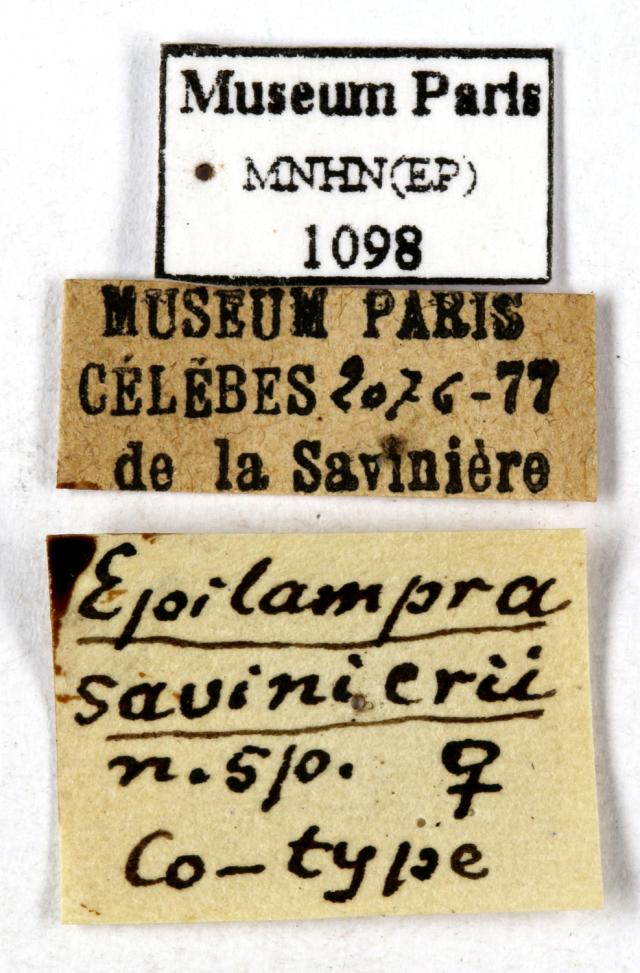 Museum Paris
MNHN(EP)
1098
MUSEUM PARIS
CÉLÈBES 2076-77
de la Savinière
Epilampra
savinierii
n. sp. ♀
Co-type